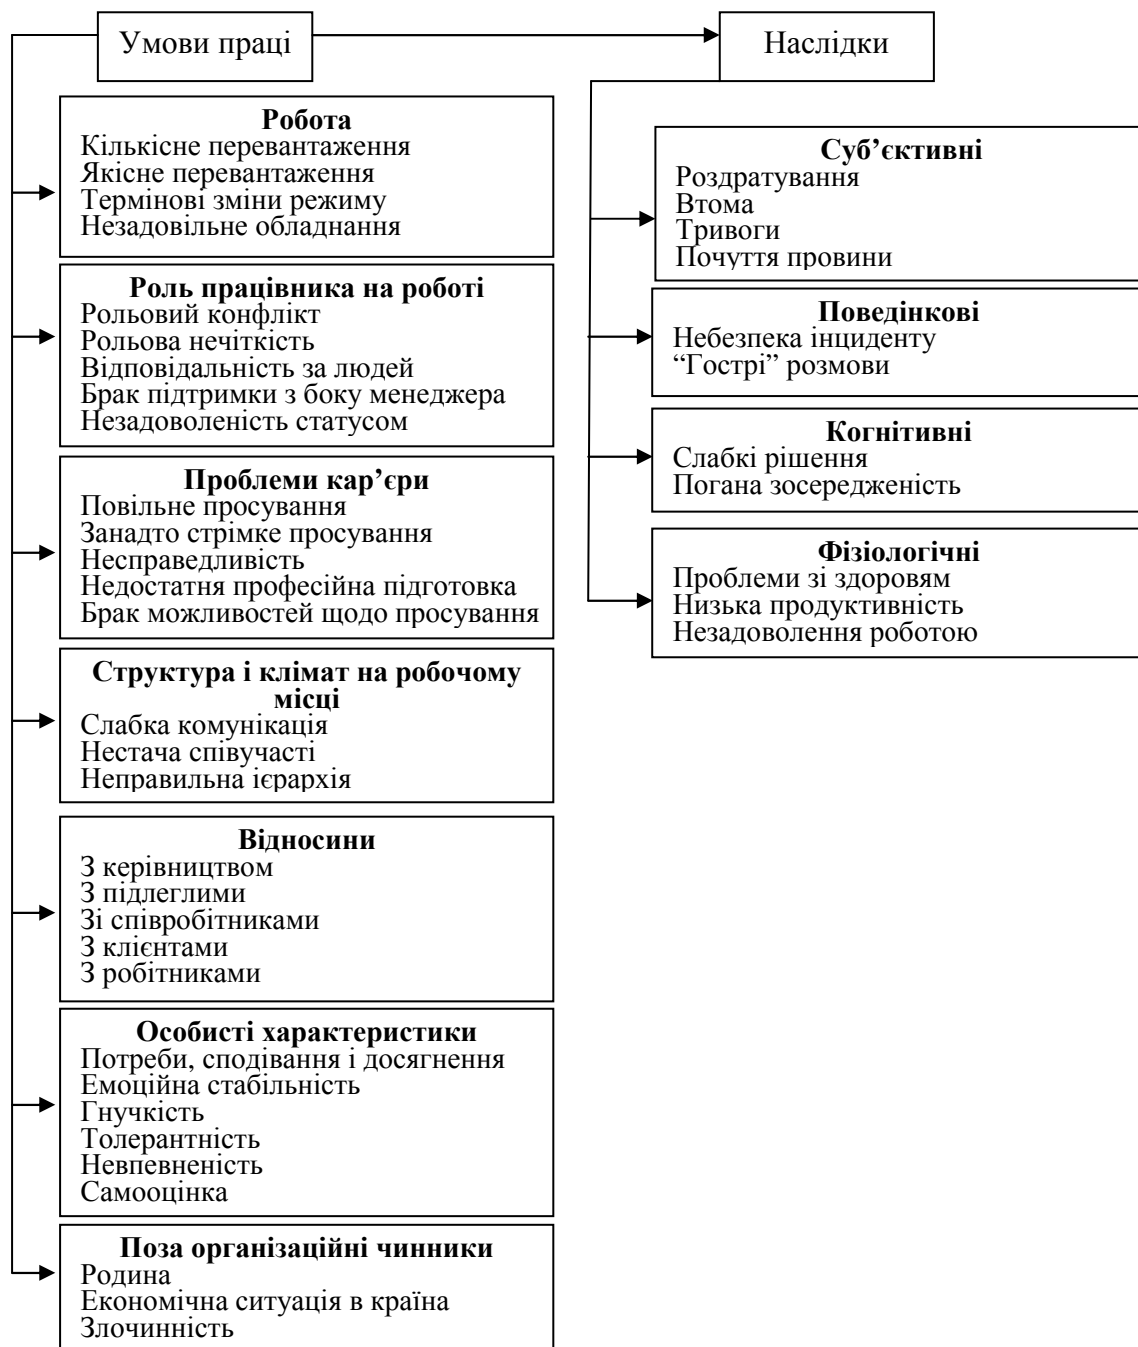 Умови праці
Наслідки
Робота
Кількісне перевантаження
Якісне перевантаження
Термінові зміни режиму
Незадовільне обладнання
Роль працівника на роботі
Рольовий конфлікт
Рольова нечіткість
Відповідальність за людей
Брак підтримки з боку менеджера
Незадоволеність статусом
Проблеми кар’єри
Повільне просування
Занадто стрімке просування
Несправедливість
Недостатня професійна підготовка
Брак можливостей щодо просування
Структура і клімат на робочому
місці
Слабка комунікація
Нестача співучасті
Неправильна ієрархія
Відносини
З керівництвом
З підлеглими
Зі співробітниками
З клієнтами
З робітниками
Особисті характеристики
Потреби, сподівання і досягнення
Емоційна стабільність
Гнучкість
Толерантність
Невпевненість
Самооцінка
Поза організаційні чинники
Родина
Економічна ситуація в країна
Злочинність
Суб’єктивні
Роздратування
Втома
Тривоги
Почуття провини
Поведінкові
Небезпека інциденту
“Гострі” розмови
Когнітивні
Слабкі рішення
Погана зосередженість
Фізіологічні
Проблеми зі здоровям
Низька продуктивність
Незадоволення роботою